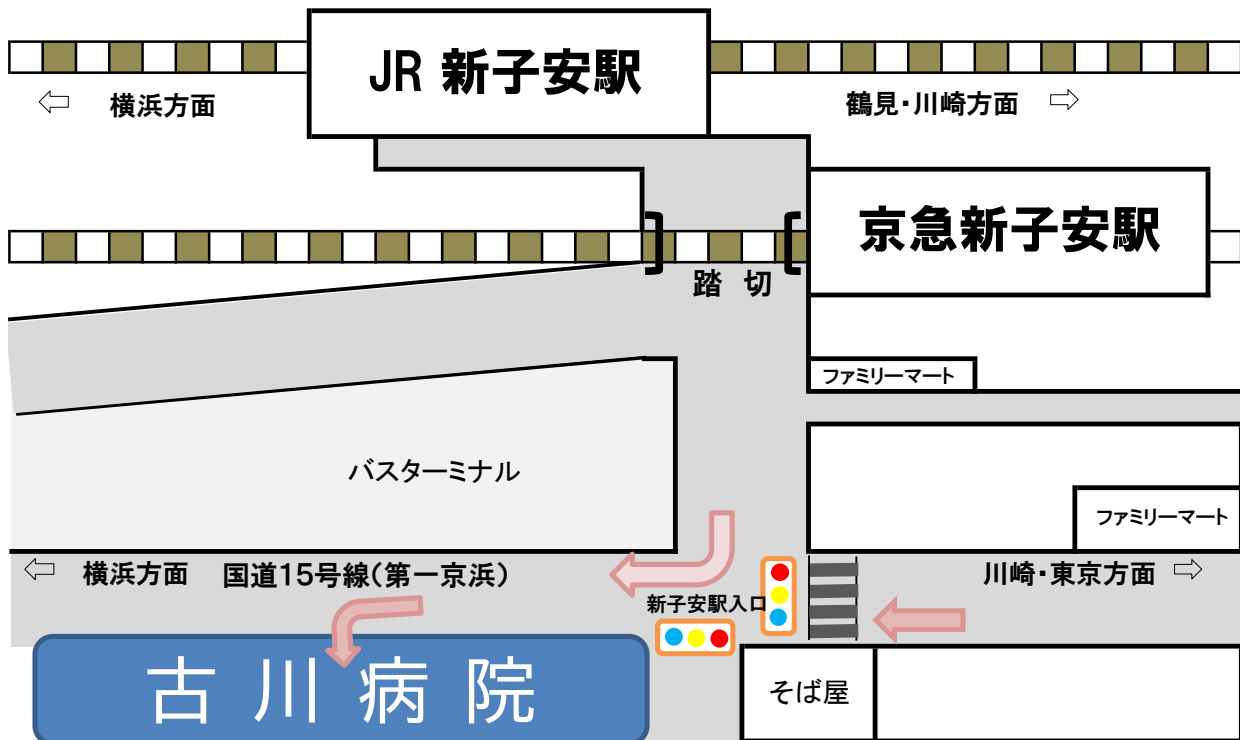 JR 新子安駅
⇦ 横浜方面
鶴見・川崎方面 ⇨
京急新子安駅
踏 切
ファミリーマート
バスターミナル
ファミリーマート
⇦ 横浜方面 国道15号線(第一京浜)
川崎・東京方面 ⇨
新子安駅入口
古 川 病 院
そば屋